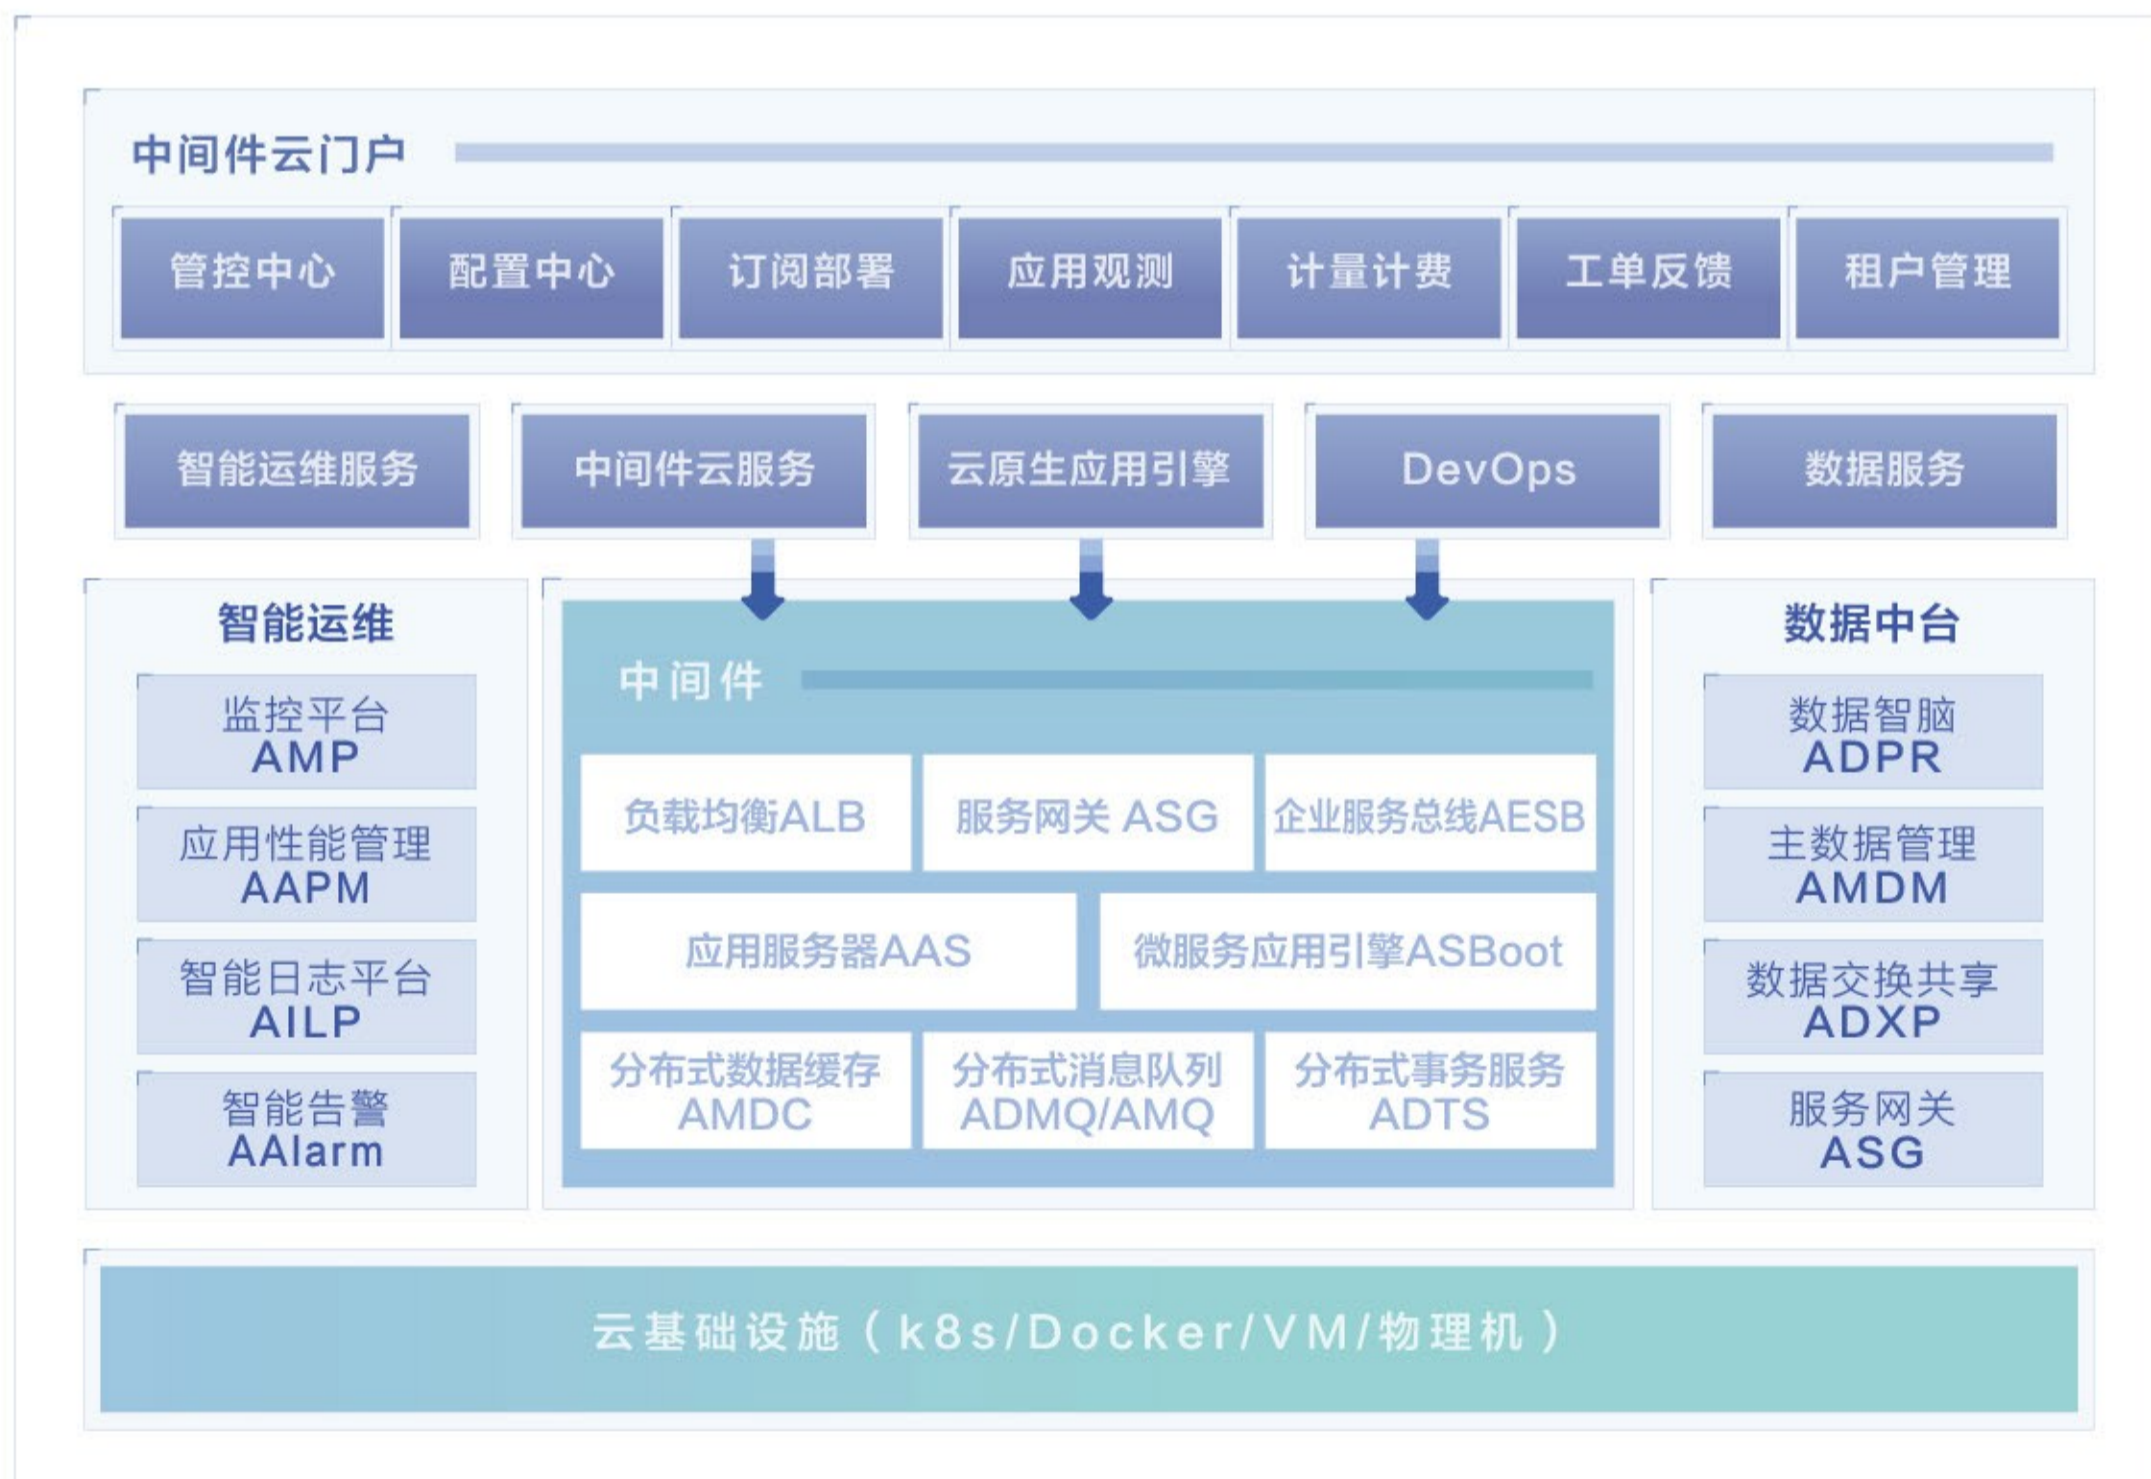 中间件云门户
管控中心
配置中心
订阅部署
应用观测
计量计费
工单反馈
租户管理
智能运维服务
中间件云服务
云原生应用引擎
DevOps
数据服务
智能运维
监控平台
AMP
应用性能管理
AAPM
智能日志平台
AILP
智能告警
AAlarm
中间件
负载均衡ALB
服务网关 ASG
企业服务总线AESB
应用服务器AAS
微服务应用引擎ASBoot
分布式数据缓存
AMDC
分布式消息队列
ADMQ/AMQ
分布式事务服务
ADTS
数据中台
数据智脑
ADPR
主数据管理
AMDM
数据交换共享
ADXP
服务网关
ASG
云基础设施（k8s/Docker/VM/物理机）